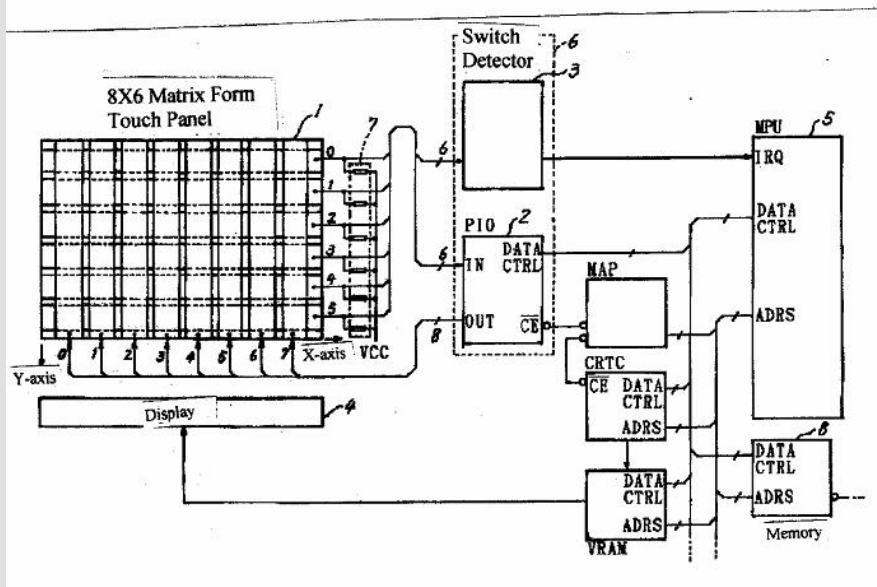 Switch
Detector
6
3
8X6 Matrix Form
Touch Panel
1
7
0
1
2
3
4
5
6
6
8
MPU
5
IRQ
DATA
CTRL
ADRS
PIO
2
IN
DATA
CTRL
OUT
CE
MAP
CRTC
CE
DATA
CTRL
ADRS
0
1
2
3
4
5
6
7
X-axis
VCC
Y-axis
Display
4
DATA
CTRL
ADRS
VRAM
8
DATA
CTRL
ADRS
Memory